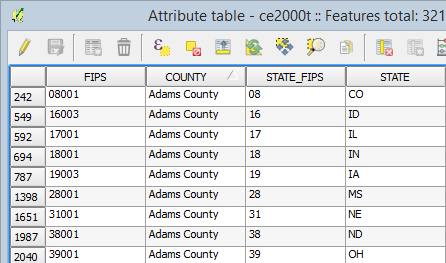 Attribute table - ce2000t :: Features total: 321
FIPS COUNTY STATE_FIPS STATE
242 08001 Adams County 08 CO
549 16003 Adams County 16 ID
592 17001 Adams County 17 IL
694 18001 Adams County 18 IN
787 19003 Adams County 19 IA
1398 28001 Adams County 28 MS
1651 31001 Adams County 31 NE
1987 38001 Adams County 38 ND
2040 39001 Adams County 39 OH